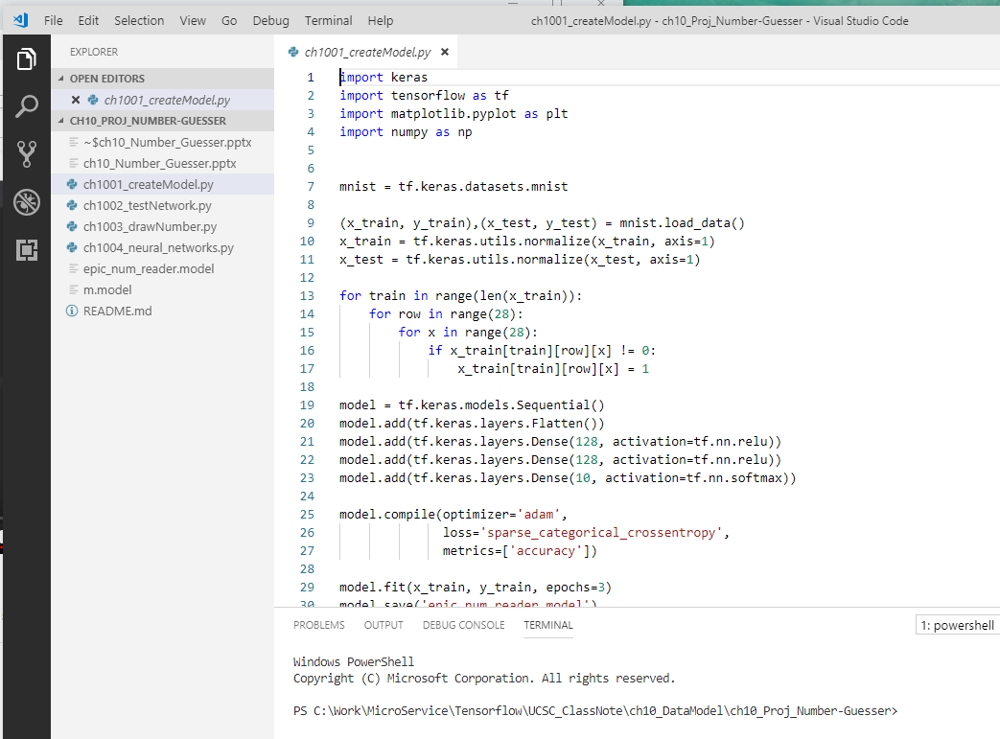 File Edit Selection View Go Debug Terminal Help ch1001_createModel.py - ch10_Proj_Number-Guesser - Visual Studio Code
EXPLORER
OPEN EDITORS
ch1001_createModel.py
CH10_PROJ_NUMBER-GUESSER
~$ch10_Number_Guesser.pptx
ch10_Number_Guesser.pptx
ch1001_createModel.py
ch1002_testNetwork.py
ch1003_drawNumber.py
ch1004_neural_networks.py
epic_num_reader.model
m.model
README.md
ch1001_createModel.py
1 import keras
2 import tensorflow as tf
3 import matplotlib.pyplot as plt
4 import numpy as np
5
6
7 mnist = tf.keras.datasets.mnist
8
9 (x_train, y_train),(x_test, y_test) = mnist.load_data()
10 x_train = tf.keras.utils.normalize(x_train, axis=1)
11 x_test = tf.keras.utils.normalize(x_test, axis=1)
12
13 for train in range(len(x_train)):
14     for row in range(28):
15         for x in range(28):
16             if x_train[train][row][x] != 0:
17                 x_train[train][row][x] = 1
18
19 model = tf.keras.models.Sequential()
20 model.add(tf.keras.layers.Flatten())
21 model.add(tf.keras.layers.Dense(128, activation=tf.nn.relu))
22 model.add(tf.keras.layers.Dense(128, activation=tf.nn.relu))
23 model.add(tf.keras.layers.Dense(10, activation=tf.nn.softmax))
24
25 model.compile(optimizer='adam',
26               loss='sparse_categorical_crossentropy',
27               metrics=['accuracy'])
28
29 model.fit(x_train, y_train, epochs=3)
30 model.save('epic_num_reader.model')
PROBLEMS OUTPUT DEBUG CONSOLE TERMINAL 1: powershell
Windows PowerShell
Copyright (C) Microsoft Corporation. All rights reserved.
PS C:\Work\MicroService\Tensorflow\UCSC_ClassNote\ch10_DataModel\ch10_Proj_Number-Guesser>